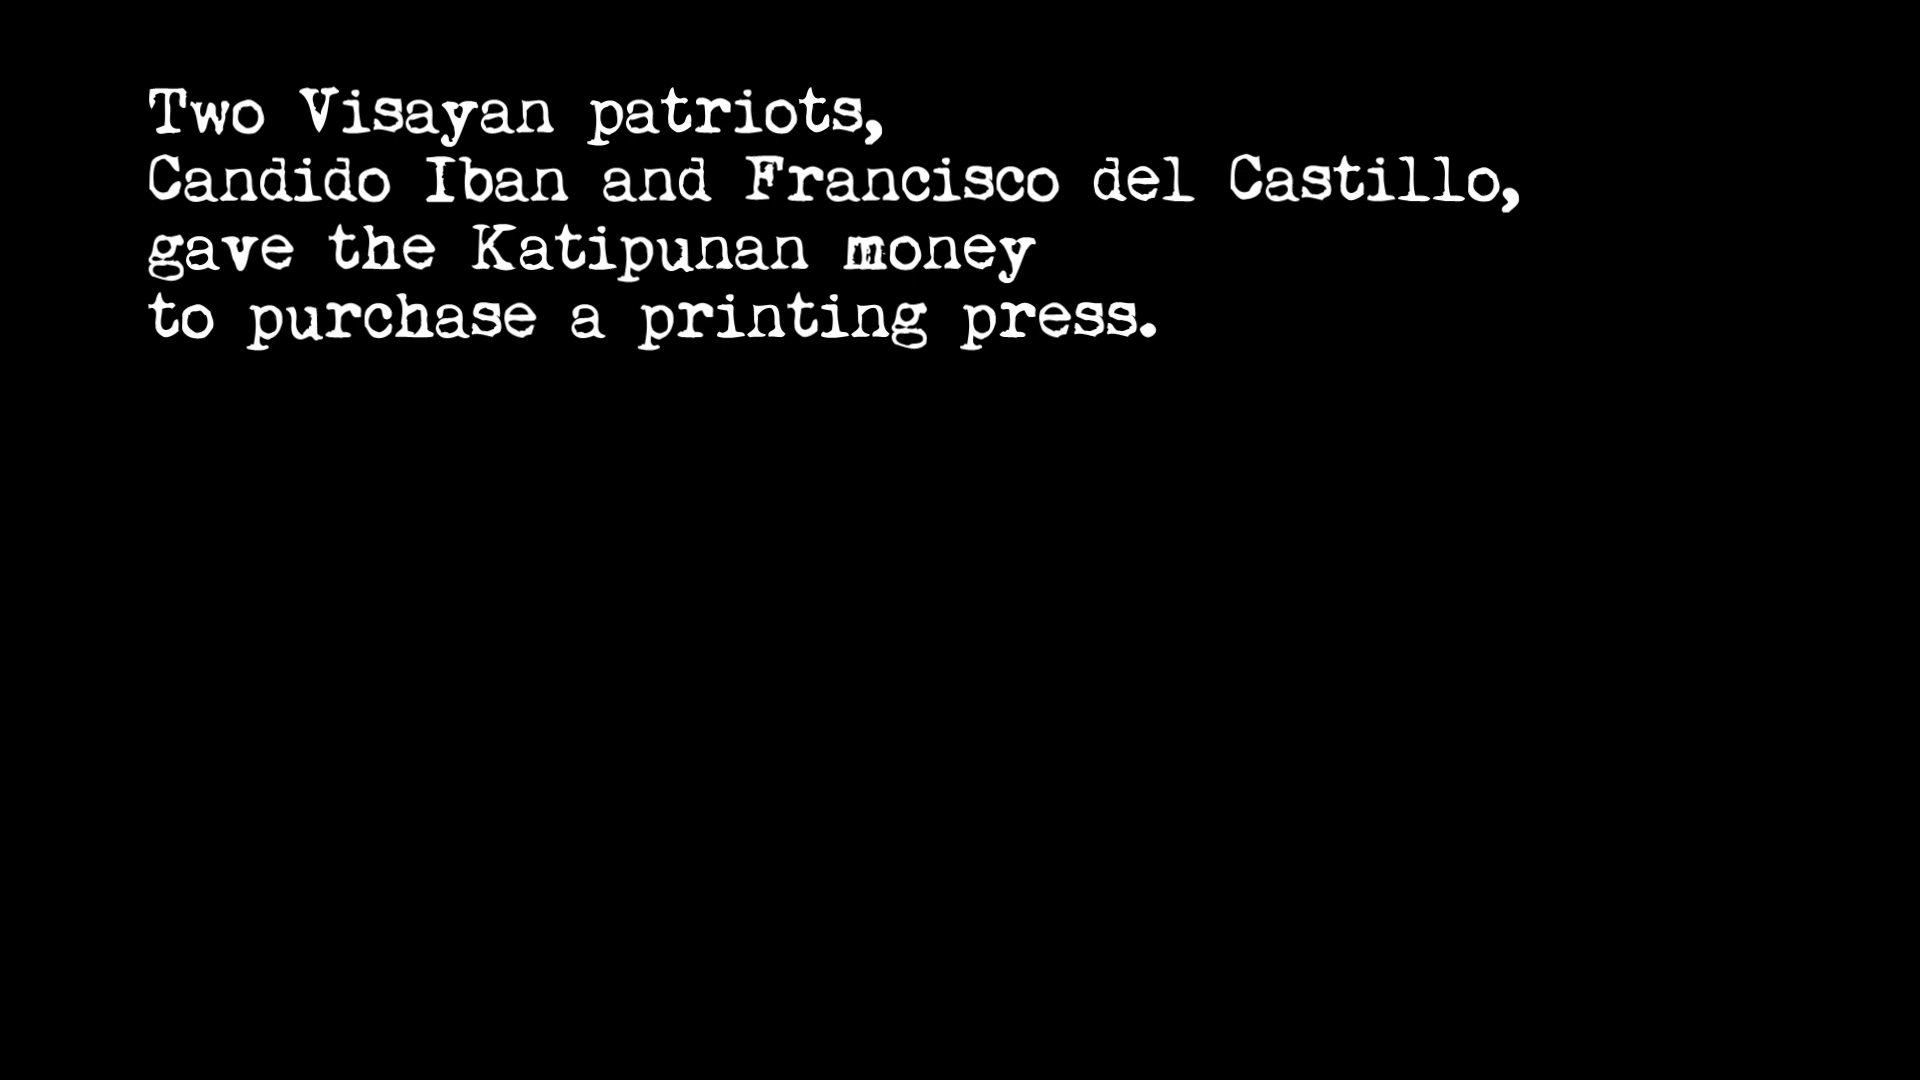 Two Visayan patriots,
Candido Iban and Francisco del Castillo,
gave the Katipunan money
to purchase a printing press.